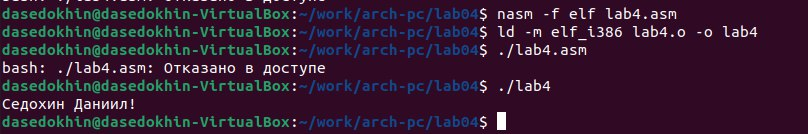 dasedokhin@dasedokhin-VirtualBox:~/work/arch-pc/lab04$ nasm -f elf lab4.asm
dasedokhin@dasedokhin-VirtualBox:~/work/arch-pc/lab04$ ld -m elf_i386 lab4.o -o lab4
dasedokhin@dasedokhin-VirtualBox:~/work/arch-pc/lab04$ ./lab4.asm
bash: ./lab4.asm: Отказано в доступе
dasedokhin@dasedokhin-VirtualBox:~/work/arch-pc/lab04$ ./lab4
Седохин Даниил!
dasedokhin@dasedokhin-VirtualBox:~/work/arch-pc/lab04$